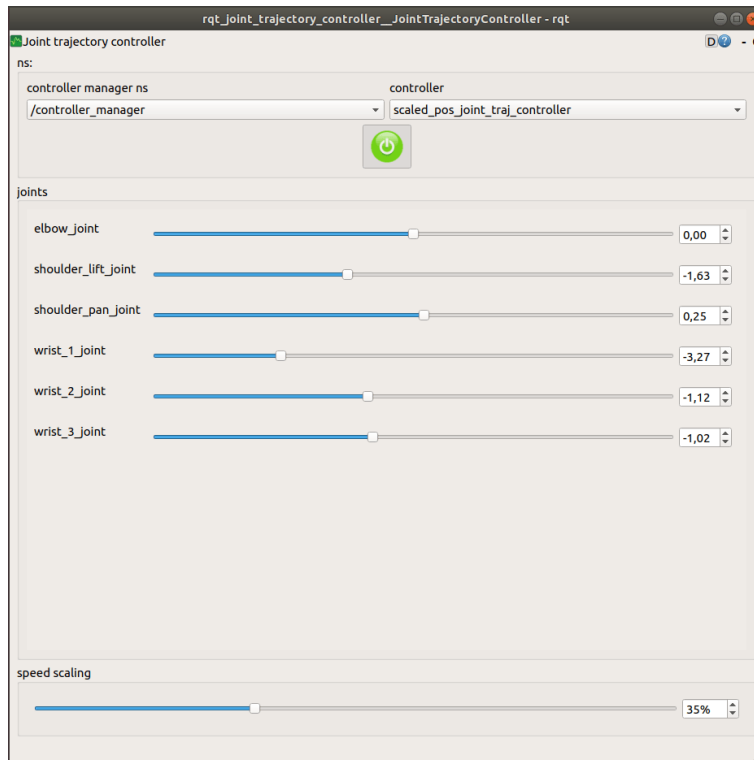 rqt_joint_trajectory_controller__JointTrajectoryController - rqt
Joint trajectory controller D ? -
ns:
controller manager ns controller
/controller_manager scaled_pos_joint_traj_controller
joints
elbow_joint 0,00
shoulder_lift_joint -1,63
shoulder_pan_joint 0,25
wrist_1_joint -3,27
wrist_2_joint -1,12
wrist_3_joint -1,02
speed scaling
35%